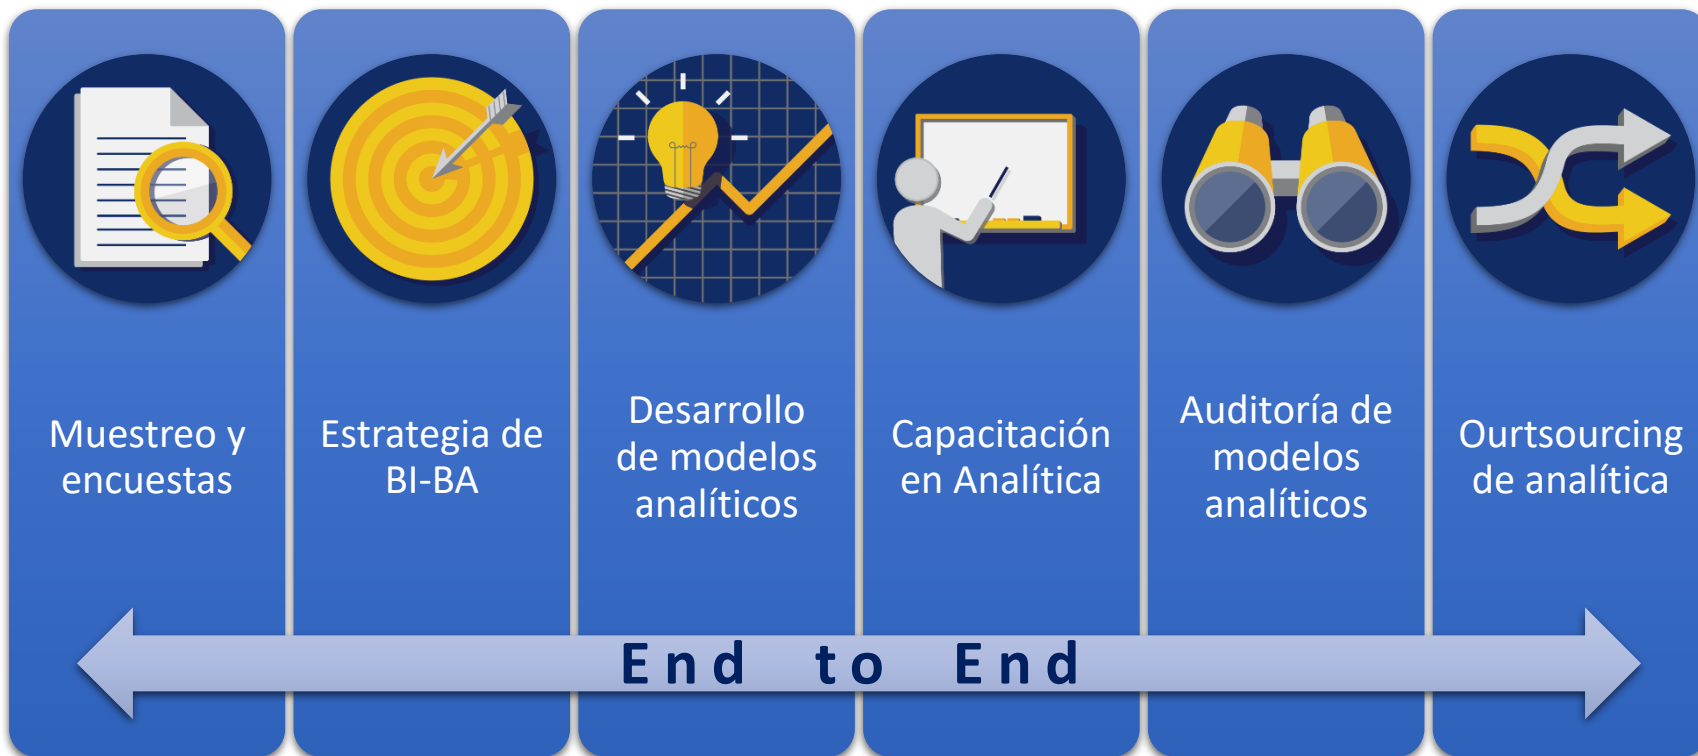 Muestreo y
encuestas
Estrategia de
BI-BA
Desarrollo
de modelos
analíticos
Capacitación
en Analítica
Auditoría de
modelos
analíticos
Ourtsourcing
de analítica
End to End